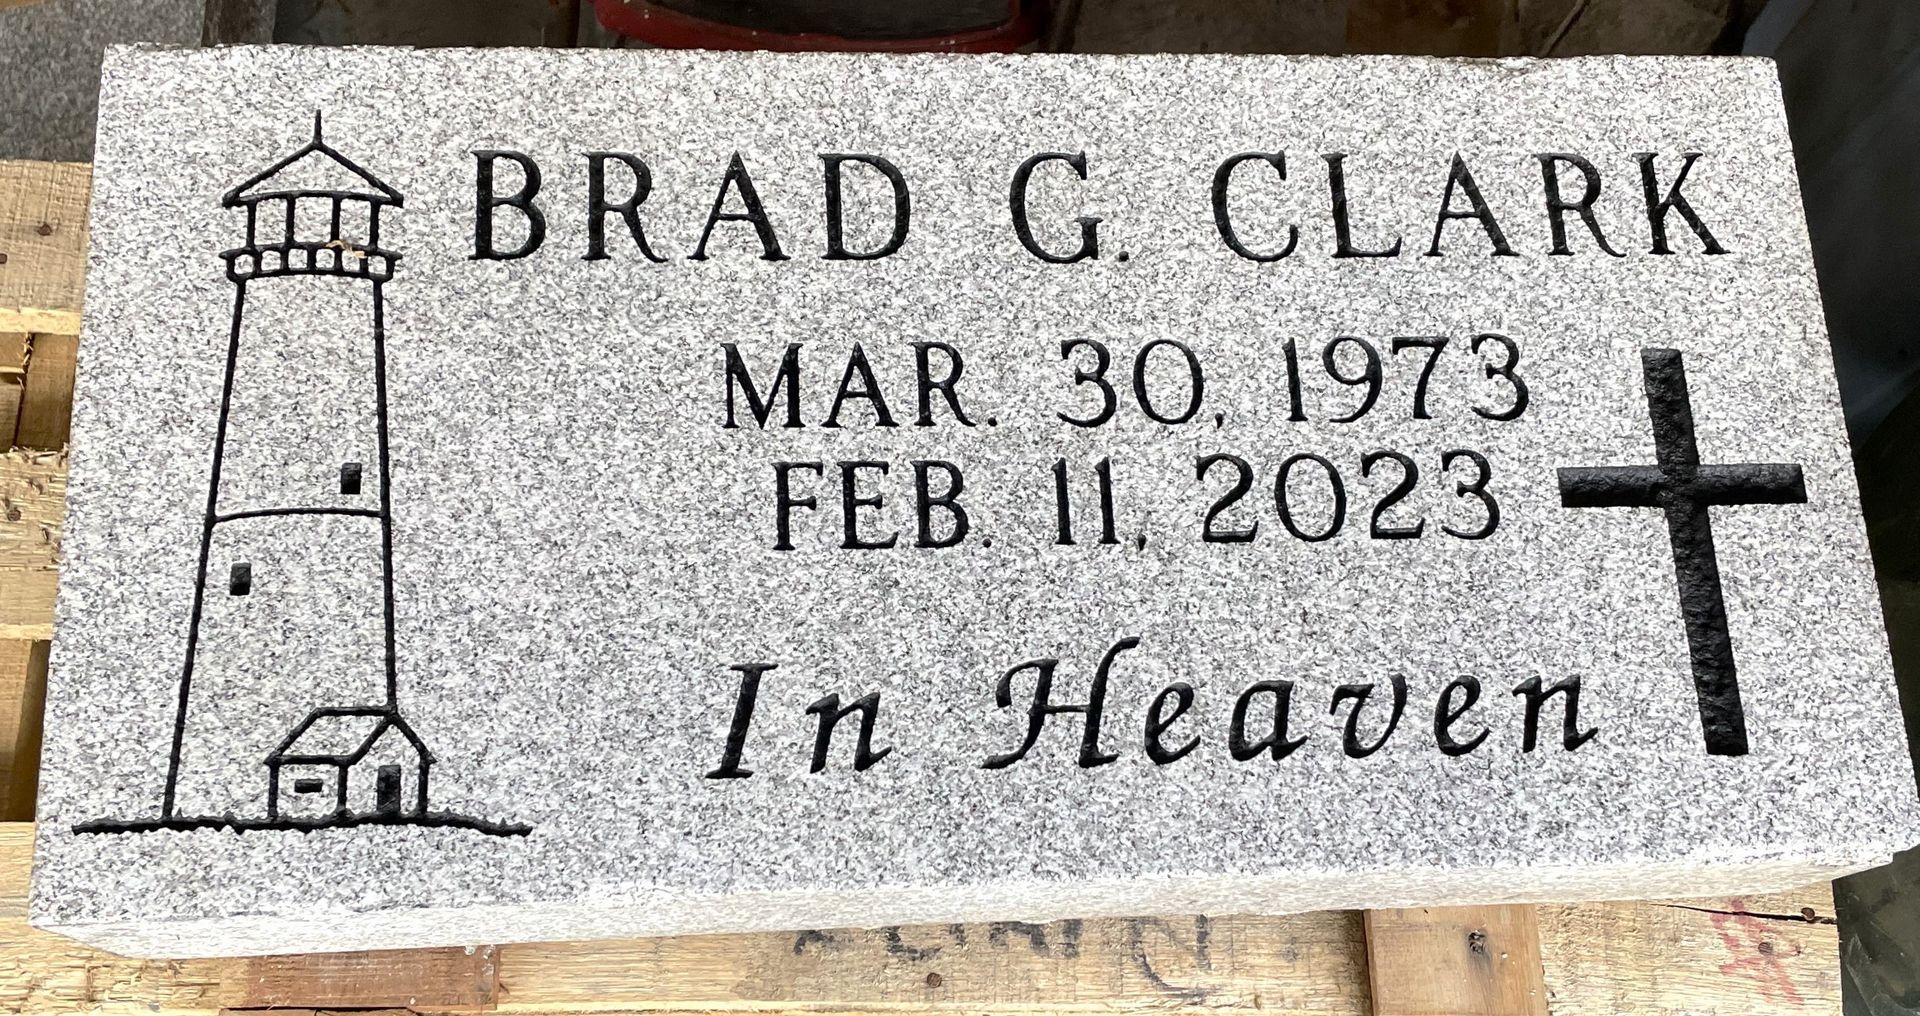 BRAD G. CLARK
MAR. 30, 1973
FEB. 11, 2023
In Heaven